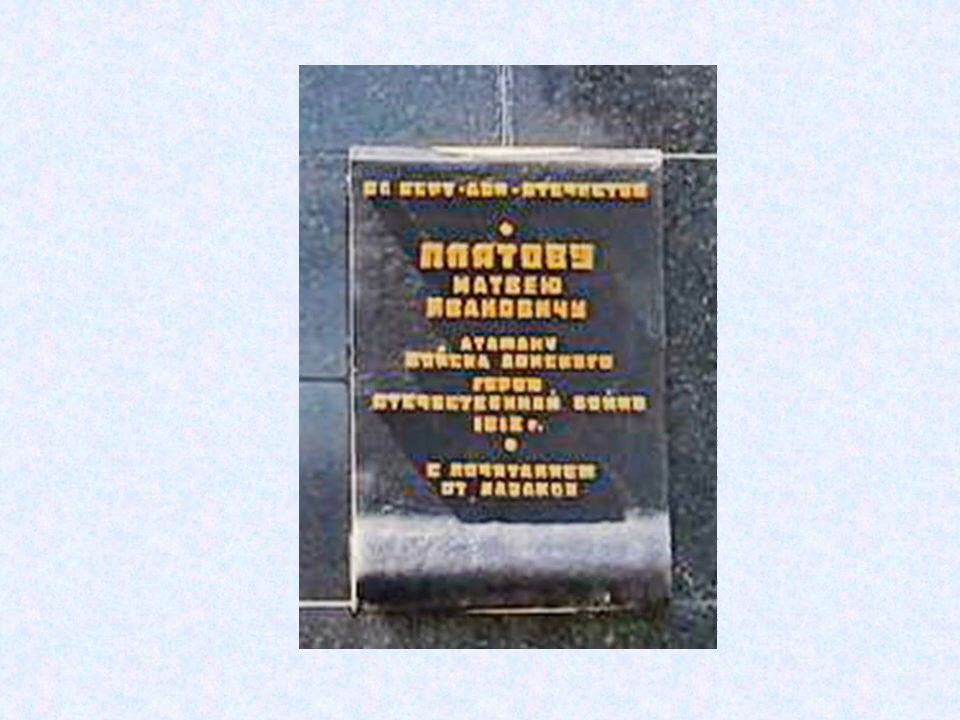 ЗА ВЕРУ·ДОН·ОТЕЧЕСТВО
ПЛАТОВУ
МАТВЕЮ
ИВАНОВИЧУ
АТАМАНУ
ВОЙСКА ДОНСКОГО
ГЕРОЮ
ОТЕЧЕСТВЕННОЙ ВОЙНЫ
1812 г.
С ПОЧИТАНИЕМ
ОТ КАЗАКОВ